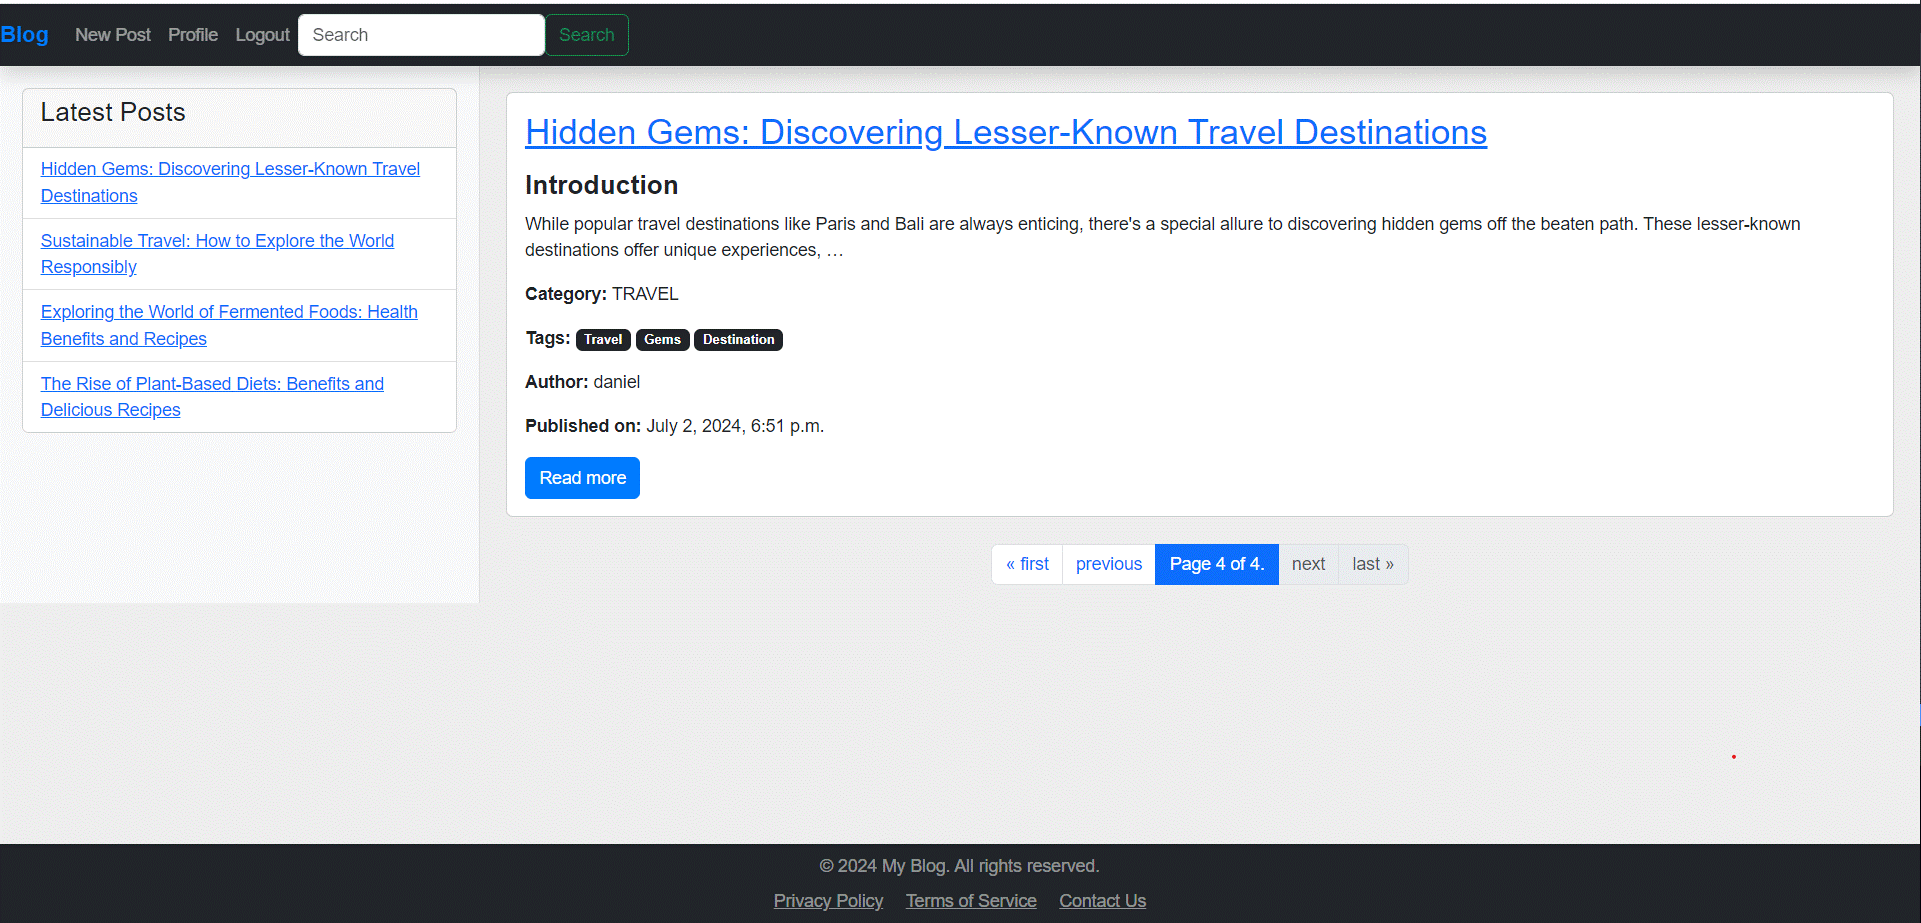 Blog New Post Profile Logout Search Search
Latest Posts
Hidden Gems: Discovering Lesser-Known Travel
Destinations
Sustainable Travel: How to Explore the World
Responsibly
Exploring the World of Fermented Foods: Health
Benefits and Recipes
The Rise of Plant-Based Diets: Benefits and
Delicious Recipes
Hidden Gems: Discovering Lesser-Known Travel Destinations
Introduction
While popular travel destinations like Paris and Bali are always enticing, there's a special allure to discovering hidden gems off the beaten path. These lesser-known
destinations offer unique experiences, …
Category: TRAVEL
Tags: Travel Gems Destination
Author: daniel
Published on: July 2, 2024, 6:51 p.m.
Read more
« first previous Page 4 of 4. next last »
© 2024 My Blog. All rights reserved.
Privacy Policy Terms of Service Contact Us